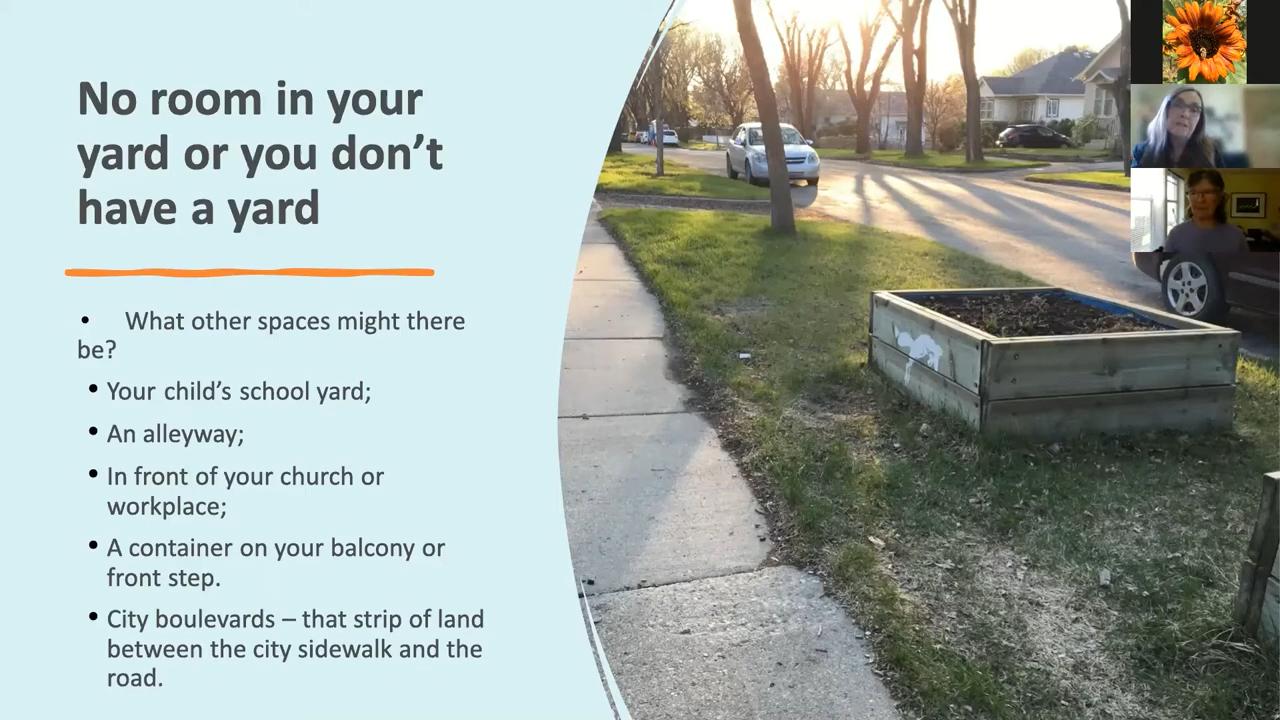 No room in your
yard or you don’t
have a yard
• What other spaces might there
be?
• Your child’s school yard;
• An alleyway;
• In front of your church or
workplace;
• A container on your balcony or
front step.
• City boulevards – that strip of land
between the city sidewalk and the
road.